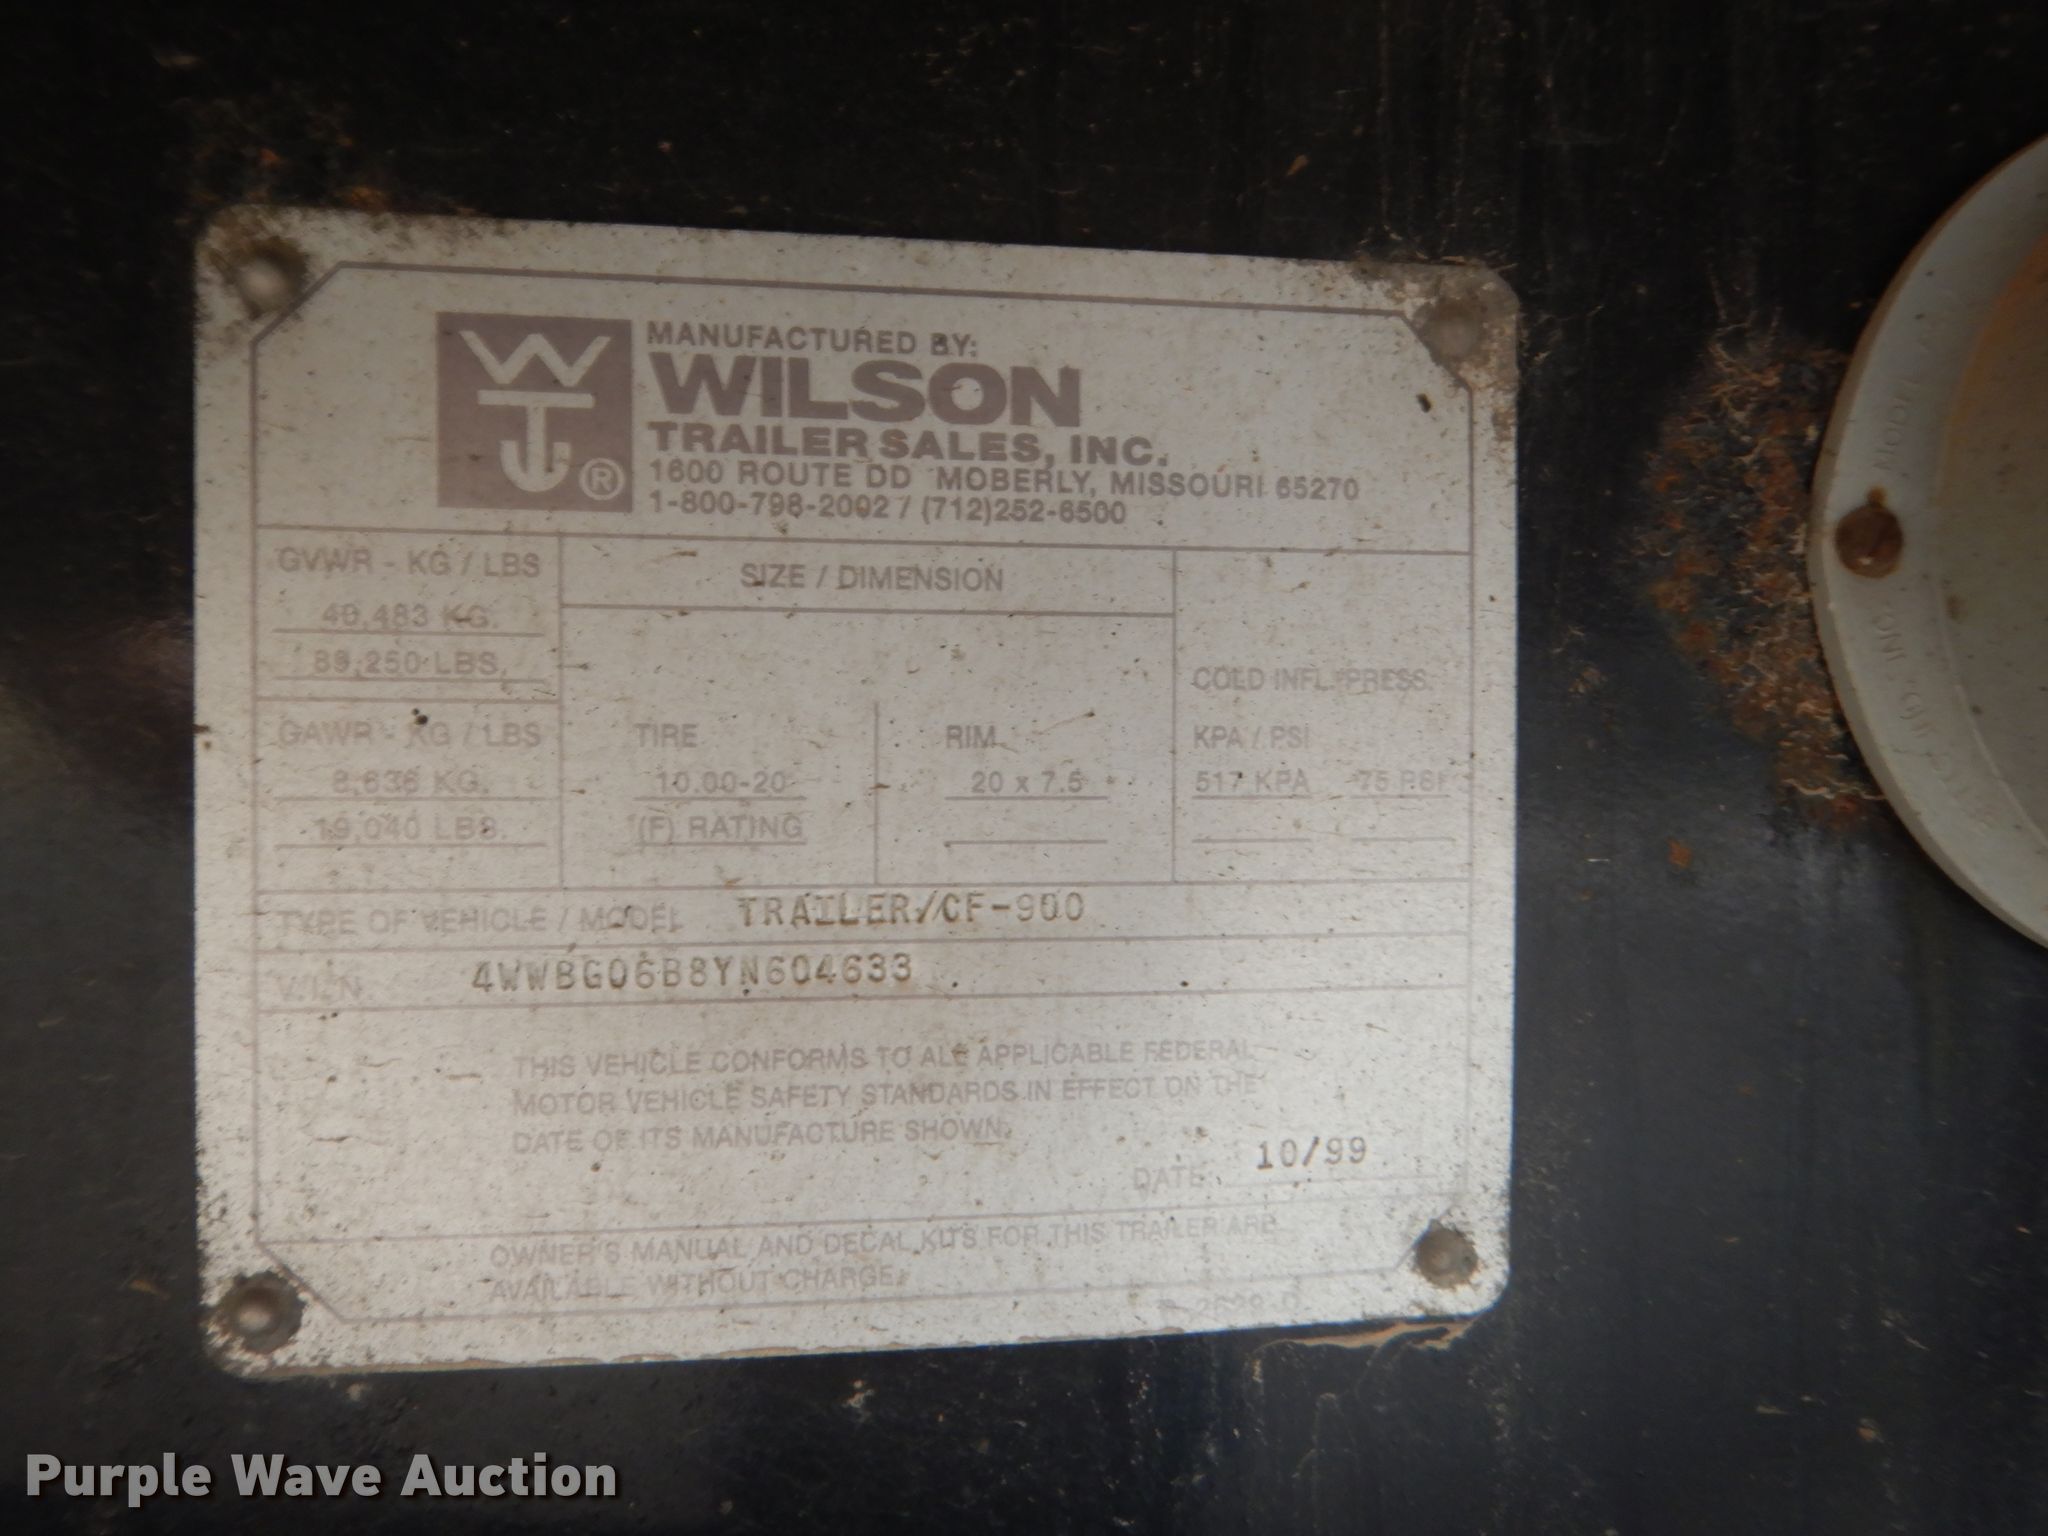 WT
®
MANUFACTURED BY:
WILSON
TRAILER SALES, INC.
1600 ROUTE DD MOBERLY, MISSOURI 65270
1-800-798-2002 / (712)252-6500
GVWR - KG / LBS
40,483 KG.
89,250 LBS.
SIZE / DIMENSION
COLD INFL. PRESS.
GAWR - KG / LBS
TIRE
RIM
KPA / PSI
8,636 KG.
10.00-20
20 x 7.5
517 KPA
75 PSI
19,040 LBS.
(F) RATING
TYPE OF VEHICLE / MODEL TRAILER/CF-900
V.I.N. 4WWBG06B8YN604633
THIS VEHICLE CONFORMS TO ALL APPLICABLE FEDERAL
MOTOR VEHICLE SAFETY STANDARDS IN EFFECT ON THE
DATE OF ITS MANUFACTURE SHOWN.
DATE 10/99
OWNER'S MANUAL AND DECAL KITS FOR THIS TRAILER ARE
AVAILABLE WITHOUT CHARGE.
MODEL
Purple Wave Auction